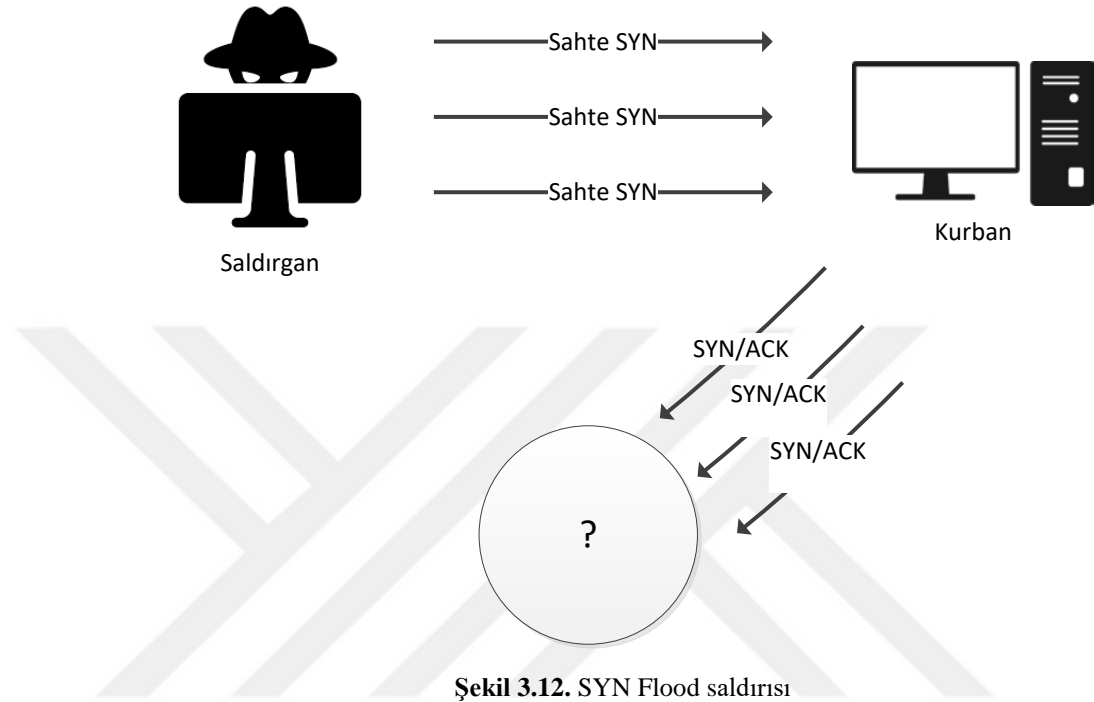 Sahte SYN
Sahte SYN
Sahte SYN
Saldırgan
Kurban
SYN/ACK
SYN/ACK
SYN/ACK
?
Şekil 3.12. SYN Flood saldırısı